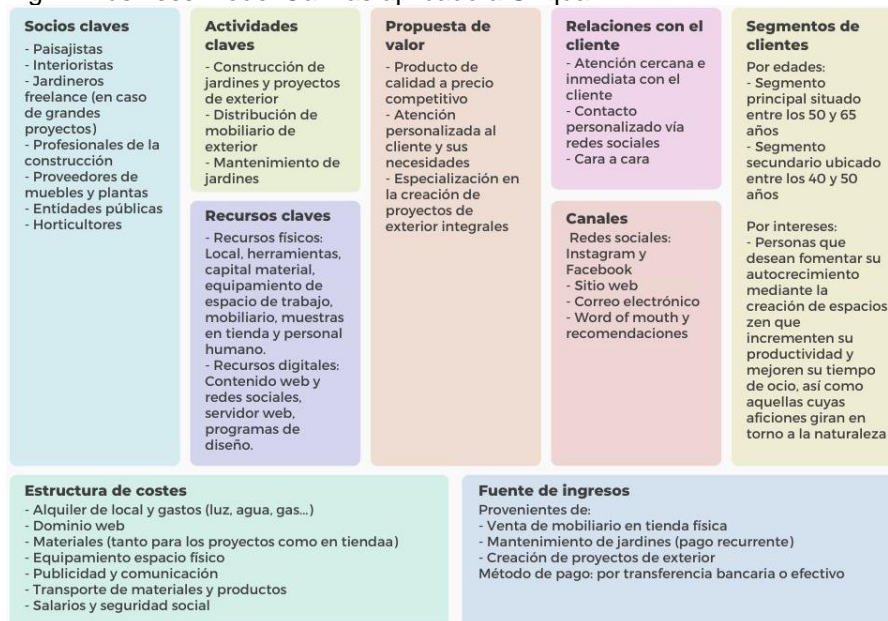 Socios claves
- Paisajistas
- Interioristas
- Jardineros
freelance (en caso
de grandes
proyectos)
- Profesionales de la
construcción
- Proveedores de
muebles y plantas
- Entidades públicas
- Horticultores
Actividades
claves
- Construcción de
jardines y proyectos
de exterior
- Distribución de
mobiliario de
exterior
- Mantenimiento de
jardines
Recursos claves
- Recursos físicos:
Local, herramientas,
capital material,
equipamiento de
espacio de trabajo,
mobiliario, muestras
en tienda y personal
humano.
- Recursos digitales:
Contenido web y
redes sociales,
servidor web,
programas de
diseño.
Propuesta de
valor
- Producto de
calidad a precio
competitivo
- Atención
personalizada al
cliente y sus
necesidades
- Especialización en
la creación de
proyectos de
exterior integrales
Relaciones con el
cliente
- Atención cercana e
inmediata con el
cliente
- Contacto
personalizado vía
redes sociales
- Cara a cara
Canales
Redes sociales:
Instagram y
Facebook
- Sitio web
- Correo electrónico
- Word of mouth y
recomendaciones
Segmentos de
clientes
Por edades:
- Segmento
principal situado
entre los 50 y 65
años
- Segmento
secundario ubicado
entre los 40 y 50
años
Por intereses:
- Personas que
desean fomentar su
autocrecimiento
mediante la
creación de espacios
zen que
incrementen su
productividad y
mejoren su tiempo
de ocio, así como
aquellas cuyas
aficiones giran en
torno a la naturaleza
Estructura de costes
- Alquiler de local y gastos (luz, agua, gas...)
- Dominio web
- Materiales (tanto para los proyectos como en tiendaa)
- Equipamiento espacio físico
- Publicidad y comunicación
- Transporte de materiales y productos
- Salarios y seguridad social
Fuente de ingresos
Provenientes de:
- Venta de mobiliario en tienda física
- Mantenimiento de jardines (pago recurrente)
- Creación de proyectos de exterior
Método de pago: por transferencia bancaria o efectivo